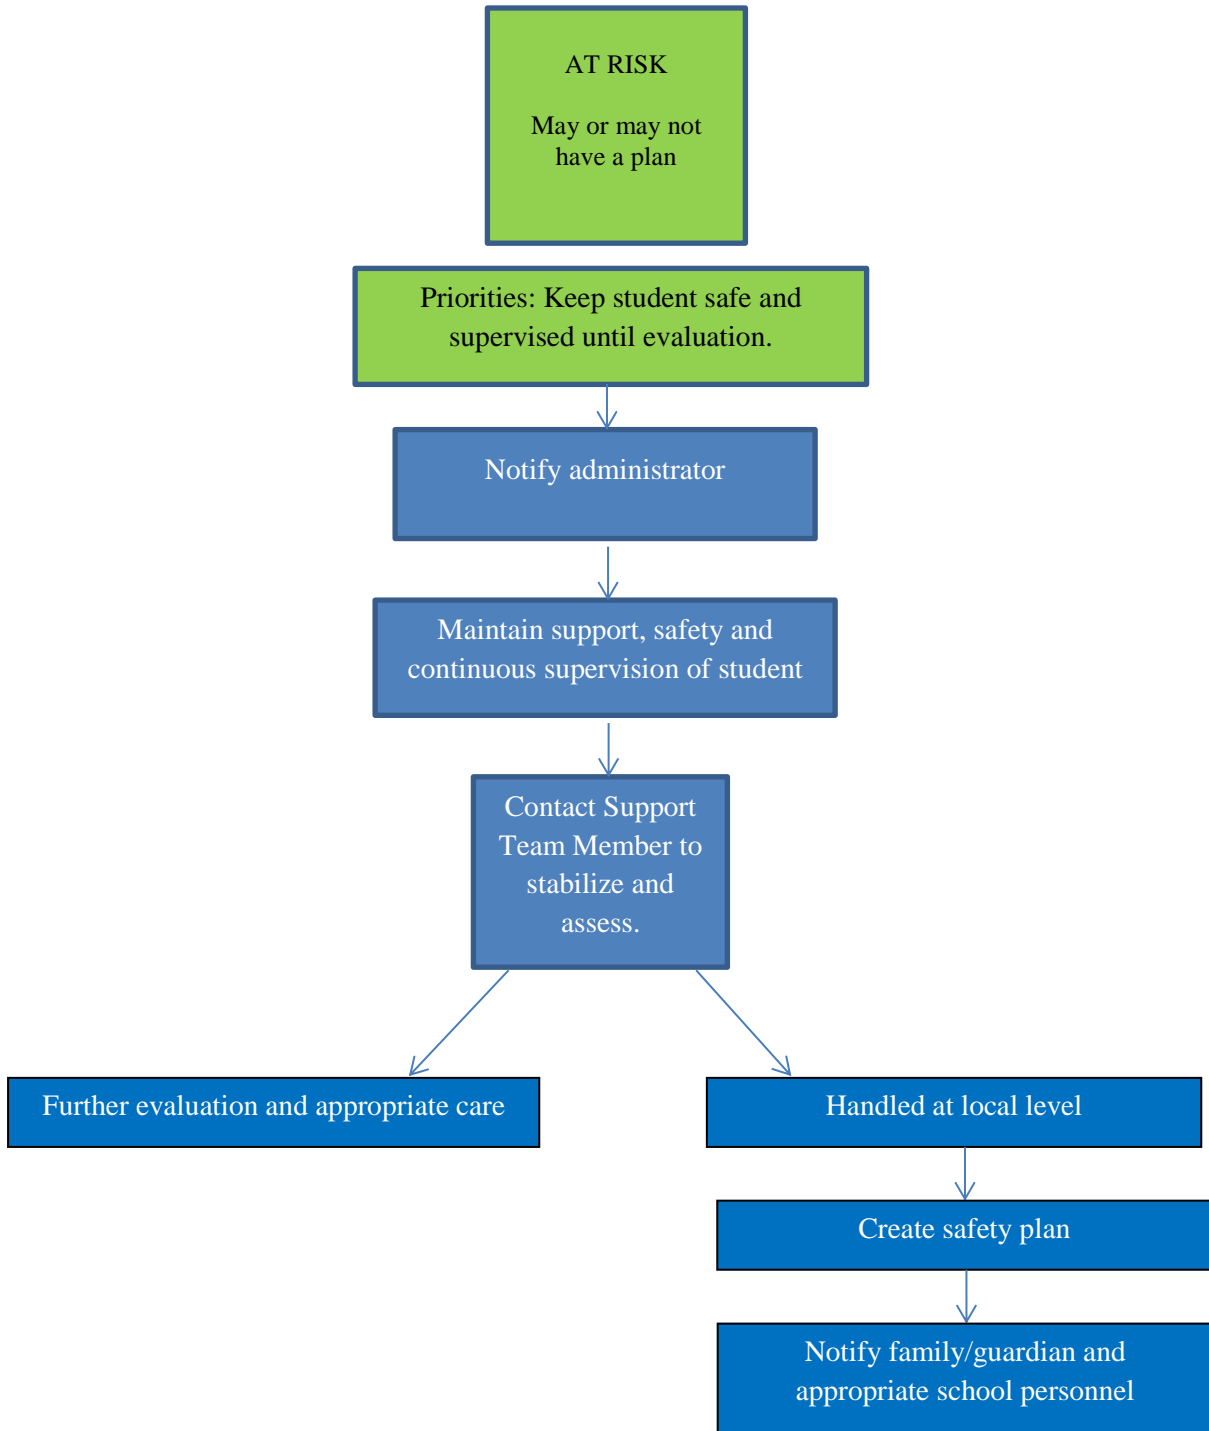 AT RISK
May or may not
have a plan
Priorities: Keep student safe and
supervised until evaluation.
Notify administrator
Maintain support, safety and
continuous supervision of student
Contact Support
Team Member to
stabilize and
assess.
Further evaluation and appropriate care
Handled at local level
Create safety plan
Notify family/guardian and
appropriate school personnel